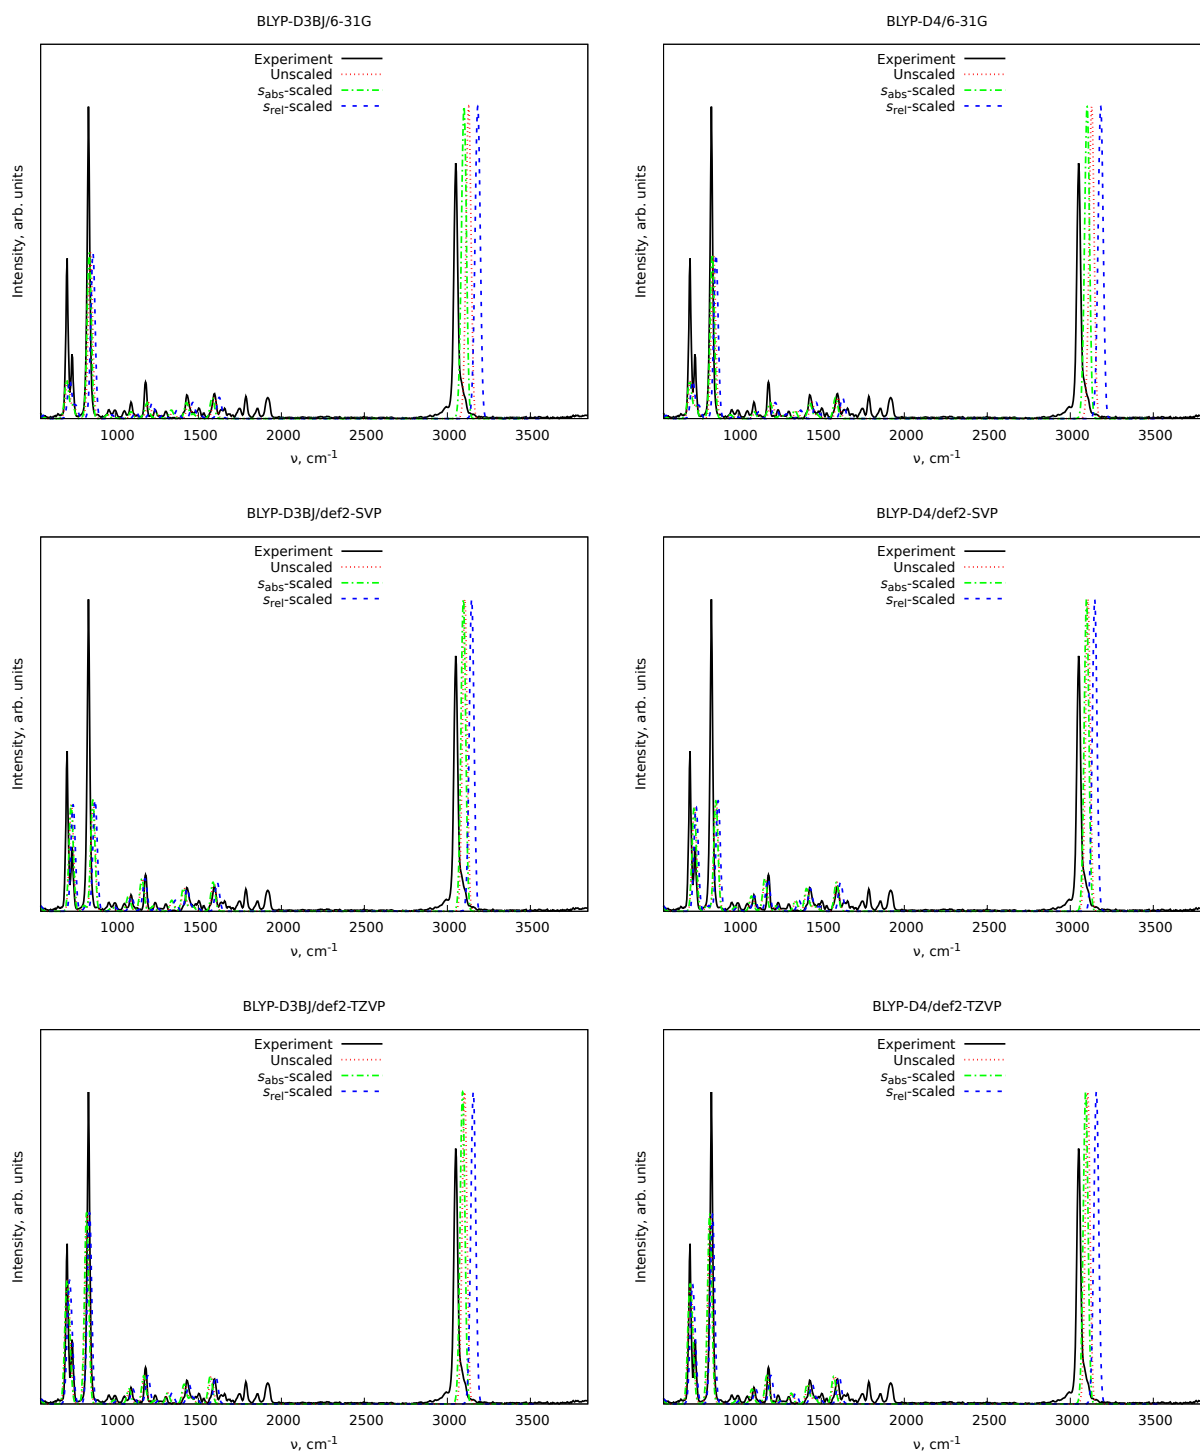 BLYP-D3BJ/6-31G
Experiment
Unscaled
sabs-scaled
srel-scaled
Intensity, arb. units
1000 1500 2000 2500 3000 3500
ν, cm-1
BLYP-D4/6-31G
Experiment
Unscaled
sabs-scaled
srel-scaled
Intensity, arb. units
1000 1500 2000 2500 3000 3500
ν, cm-1
BLYP-D3BJ/def2-SVP
Experiment
Unscaled
sabs-scaled
srel-scaled
Intensity, arb. units
1000 1500 2000 2500 3000 3500
ν, cm-1
BLYP-D4/def2-SVP
Experiment
Unscaled
sabs-scaled
srel-scaled
Intensity, arb. units
1000 1500 2000 2500 3000 3500
ν, cm-1
BLYP-D3BJ/def2-TZVP
Experiment
Unscaled
sabs-scaled
srel-scaled
Intensity, arb. units
1000 1500 2000 2500 3000 3500
ν, cm-1
BLYP-D4/def2-TZVP
Experiment
Unscaled
sabs-scaled
srel-scaled
Intensity, arb. units
1000 1500 2000 2500 3000 3500
ν, cm-1